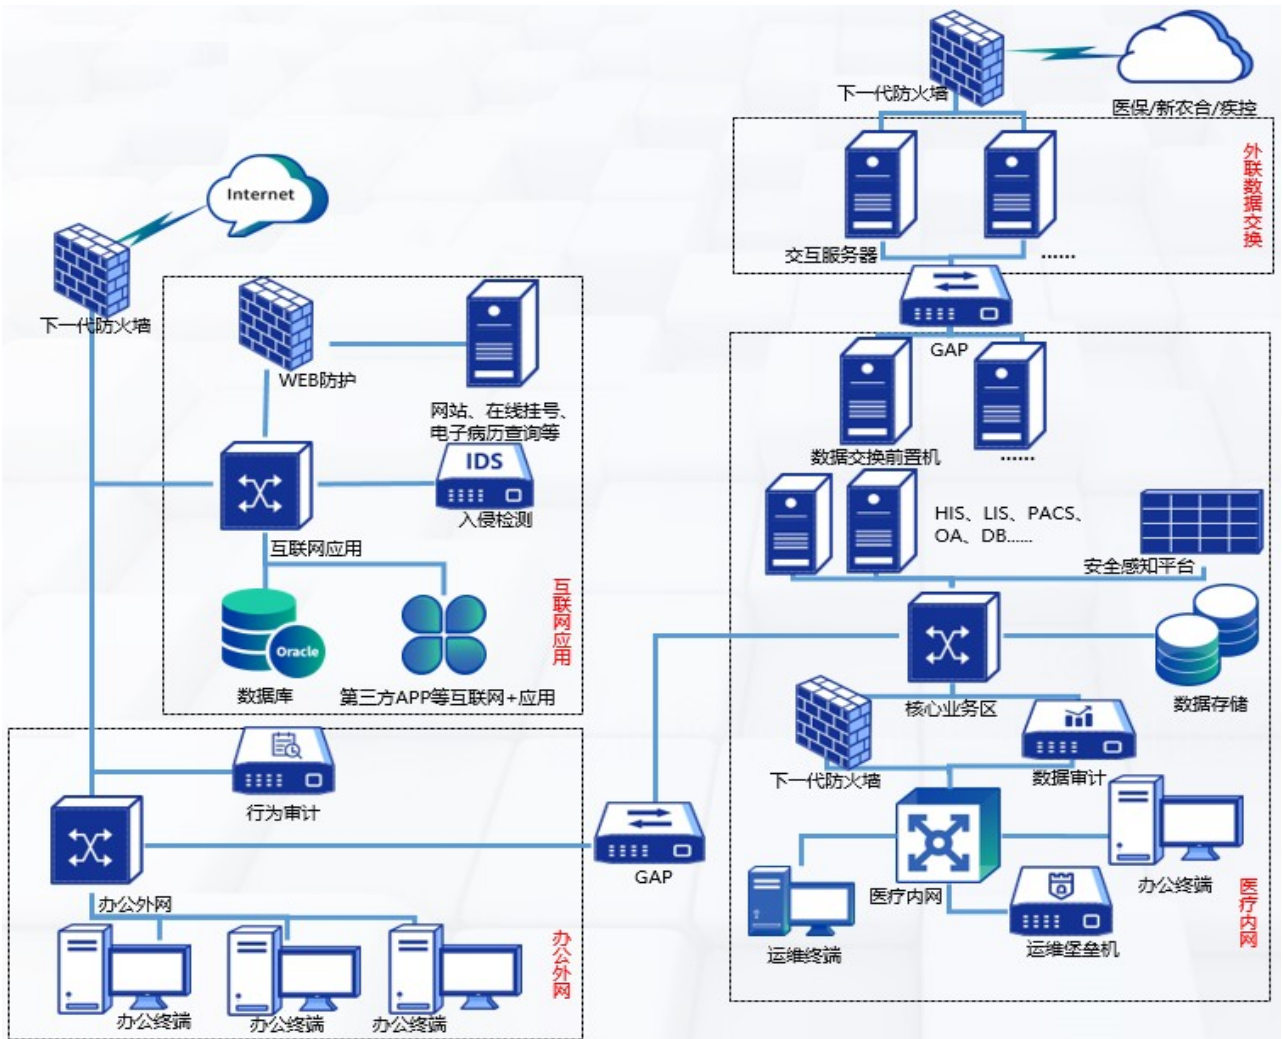 下一代防火墙
医保/新农合/疾控
外联数据交换
交互服务器
......
GAP
Internet
下一代防火墙
WEB防护
网站、在线挂号、
电子病历查询等
IDS
入侵检测
互联网应用
Oracle
数据库
第三方APP等互联网+应用
互联网应用
数据交换前置机
......
HIS、LIS、PACS、
OA、DB......
安全感知平台
核心业务区
数据存储
下一代防火墙
数据审计
医疗内网
办公终端
运维终端
运维堡垒机
医疗内网
行为审计
GAP
办公外网
办公终端
办公终端
办公终端
办公外网